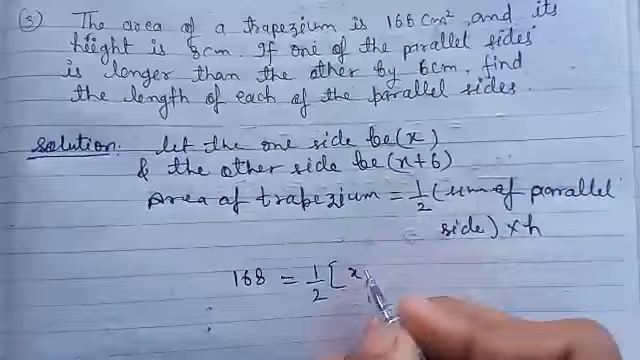 (3) The area of a trapezium is 168 cm² and its
height is 8cm. If one of the parallel sides
is longer than the other by 6cm, find
the length of each of the parallel sides.
Solution. let the one side be (x)
& the other side be (x+6)
Area of trapezium = 1/2 (sum of parallel
side) × h
168 = 1/2 [x